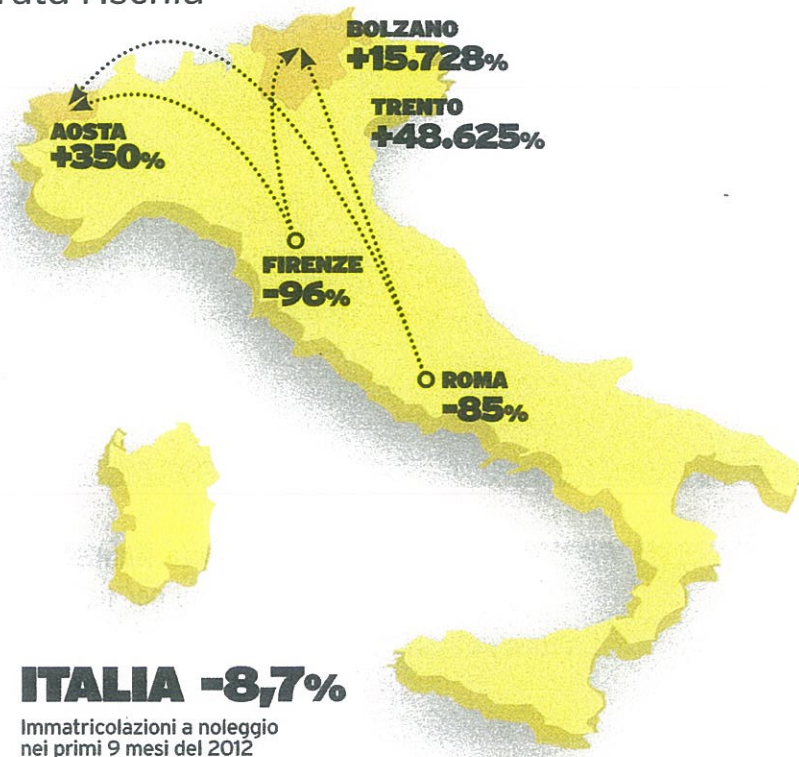 BOLZANO
+15.728%
TRENTO
+48.625%
AOSTA
+350%
FIRENZE
-96%
ROMA
-85%
ITALIA -8,7%
Immatricolazioni a noleggio
nei primi 9 mesi del 2012